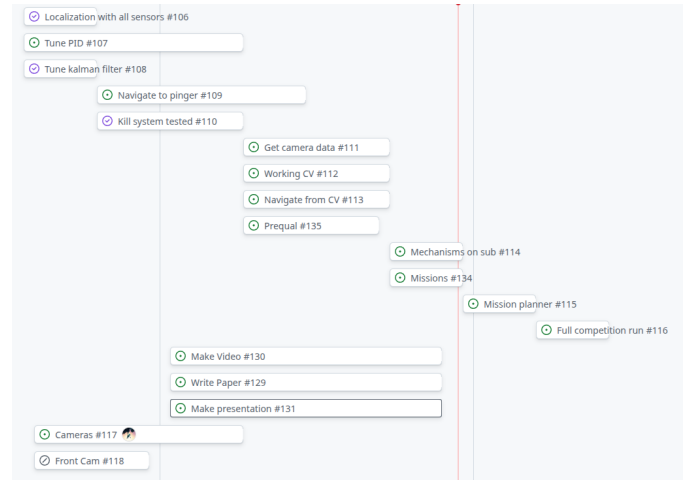 Localization with all sensors #106
Tune PID #107
Tune kalman filter #108
Navigate to pinger #109
Kill system tested #110
Get camera data #111
Working CV #112
Navigate from CV #113
Prequal #135
Mechanisms on sub #114
Missions #134
Mission planner #115
Full competition run #116
Make Video #130
Write Paper #129
Make presentation #131
Cameras #117
Front Cam #118